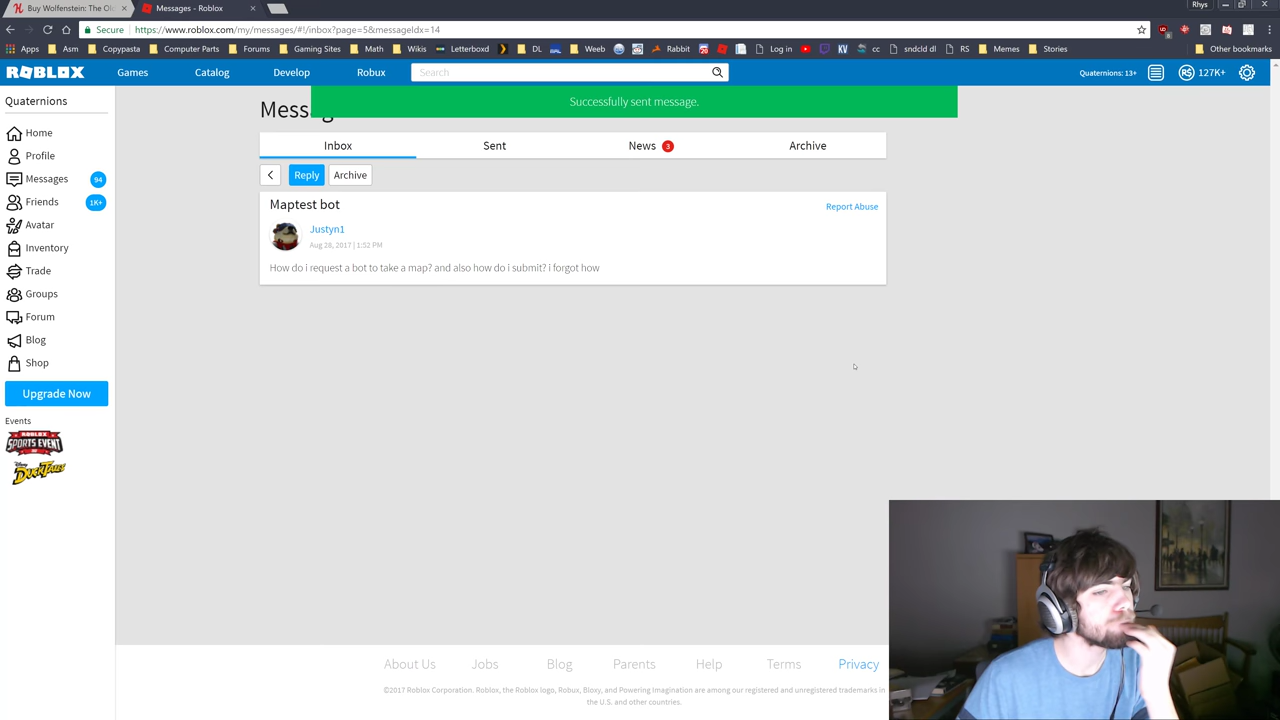 Buy Wolfenstein: The Ol
Messages - Roblox
Rhys
Secure
https://www.roblox.com/my/messages/#!/inbox?page=5&messageIdx=14
Apps
Asm
Copypasta
Computer Parts
Forums
Gaming Sites
Math
Wikis
Letterboxd
DL
Weeb
Rabbit
Log in
KV
cc
sndcld dl
RS
Memes
Stories
Other bookmarks
ROBLOX
Games
Catalog
Develop
Robux
Search
Quaternions: 13+
R$ 127K+
Quaternions
Home
Profile
Messages 94
Friends 1K+
Avatar
Inventory
Trade
Groups
Forum
Blog
Shop
Upgrade Now
Events
ROBLOX SPORTS EVENT
DUCKTALES
Messag
Successfully sent message.
Inbox
Sent
News 3
Archive
Reply
Archive
Maptest bot
Report Abuse
Justyn1
Aug 28, 2017 | 1:52 PM
How do i request a bot to take a map? and also how do i submit? i forgot how
About Us
Jobs
Blog
Parents
Help
Terms
Privacy
©2017 Roblox Corporation. Roblox, the Roblox logo, Robux, Bloxy, and Powering Imagination are among our registered and unregistered trademarks in
the U.S. and other countries.